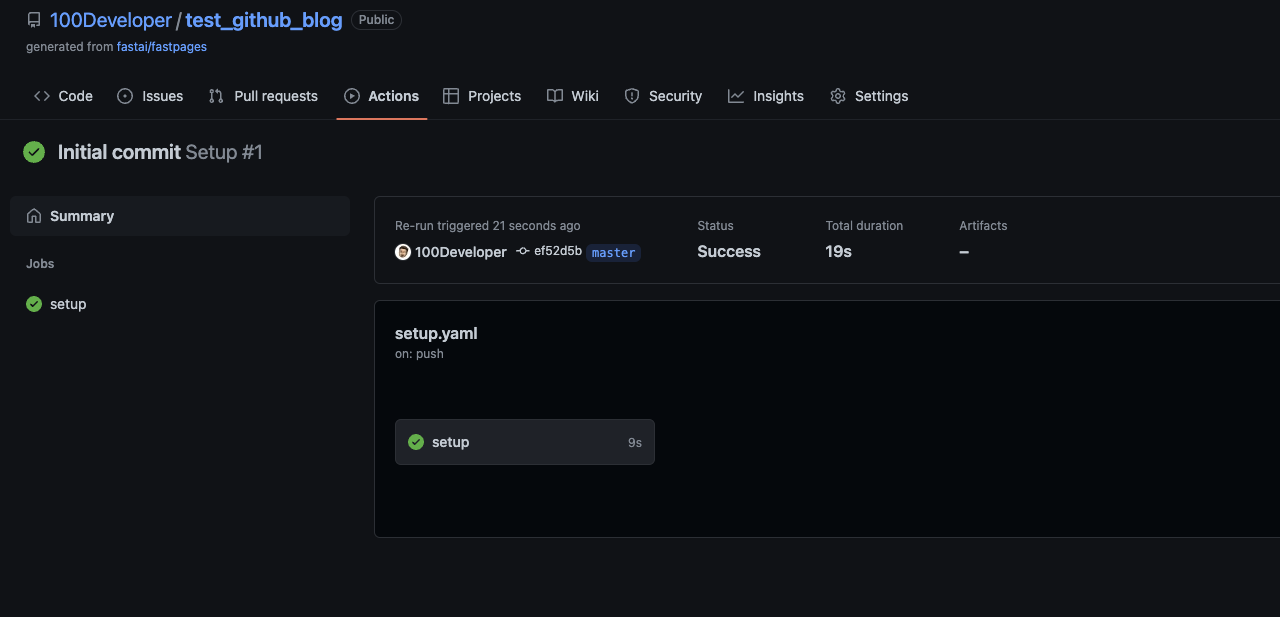 100Developer / test_github_blog Public
generated from fastai/fastpages
Code Issues Pull requests Actions Projects Wiki Security Insights Settings
Initial commit Setup #1
Summary
Jobs
setup
Re-run triggered 21 seconds ago Status Total duration Artifacts
100Developer ef52d5b master Success 19s –
setup.yaml
on: push
setup 9s